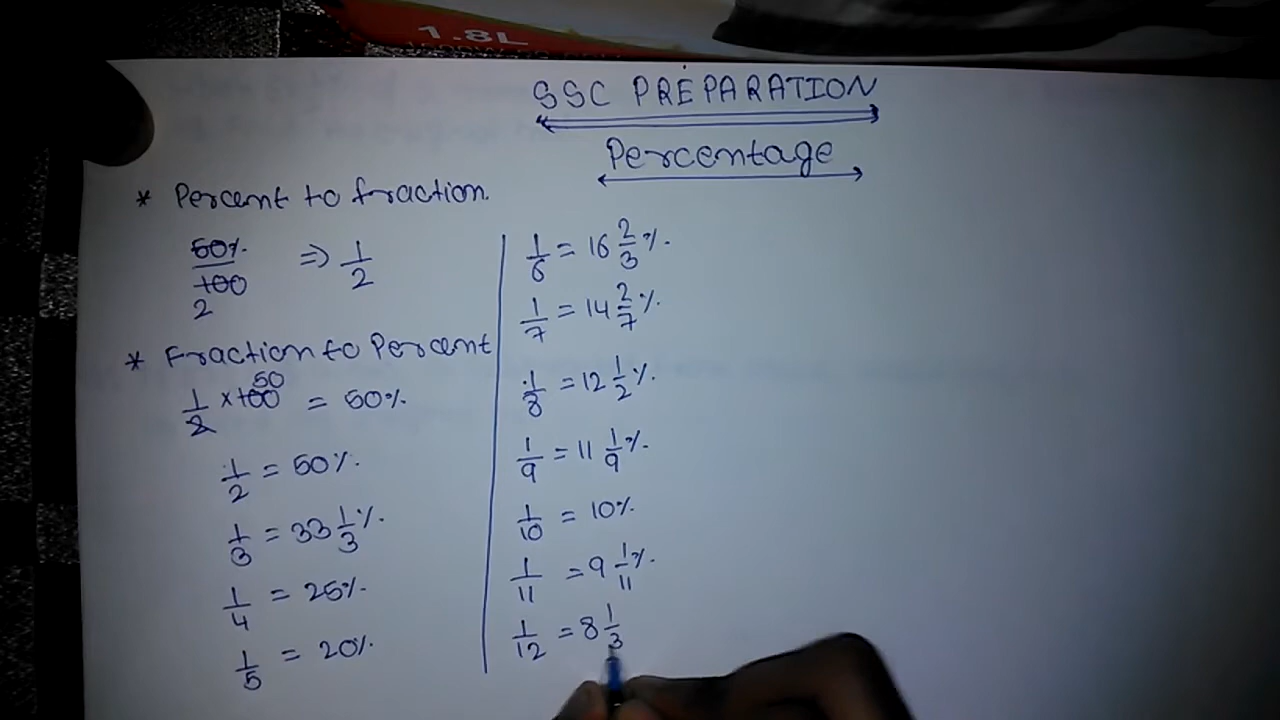 1.8L
SSC PREPARATION
Percentage
* Percent to fraction.
50%/100 2 ⇒ 1/2
* Fraction to Percent
1/2 × 100 50 = 50%
1/2 = 50%
1/3 = 33 1/3%
1/4 = 25%
1/5 = 20%
1/6 = 16 2/3%
1/7 = 14 2/7%
1/8 = 12 1/2%
1/9 = 11 1/9%
1/10 = 10%
1/11 = 9 1/11%
1/12 = 8 1/3